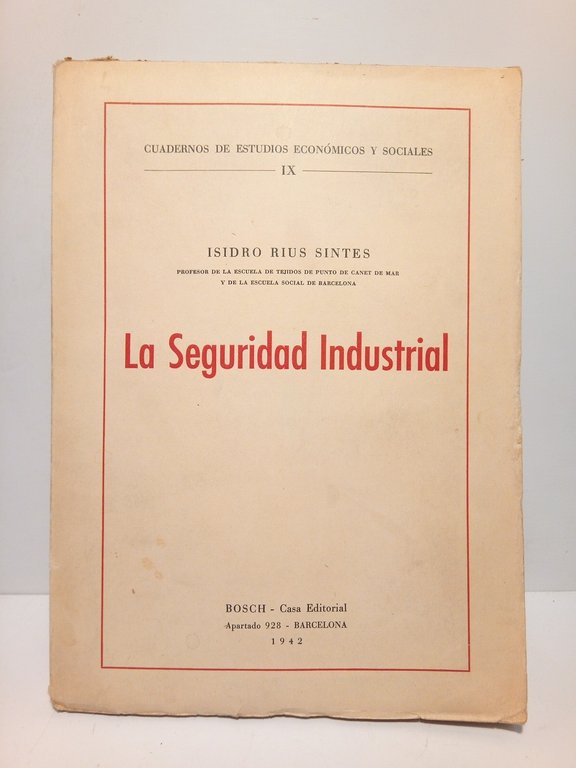 CUADERNOS DE ESTUDIOS ECONÓMICOS Y SOCIALES
IX
ISIDRO RIUS SINTES
PROFESOR DE LA ESCUELA DE TEJIDOS DE PUNTO DE CANET DE MAR
Y DE LA ESCUELA SOCIAL DE BARCELONA
La Seguridad Industrial
BOSCH - Casa Editorial
Apartado 928 - BARCELONA
1942